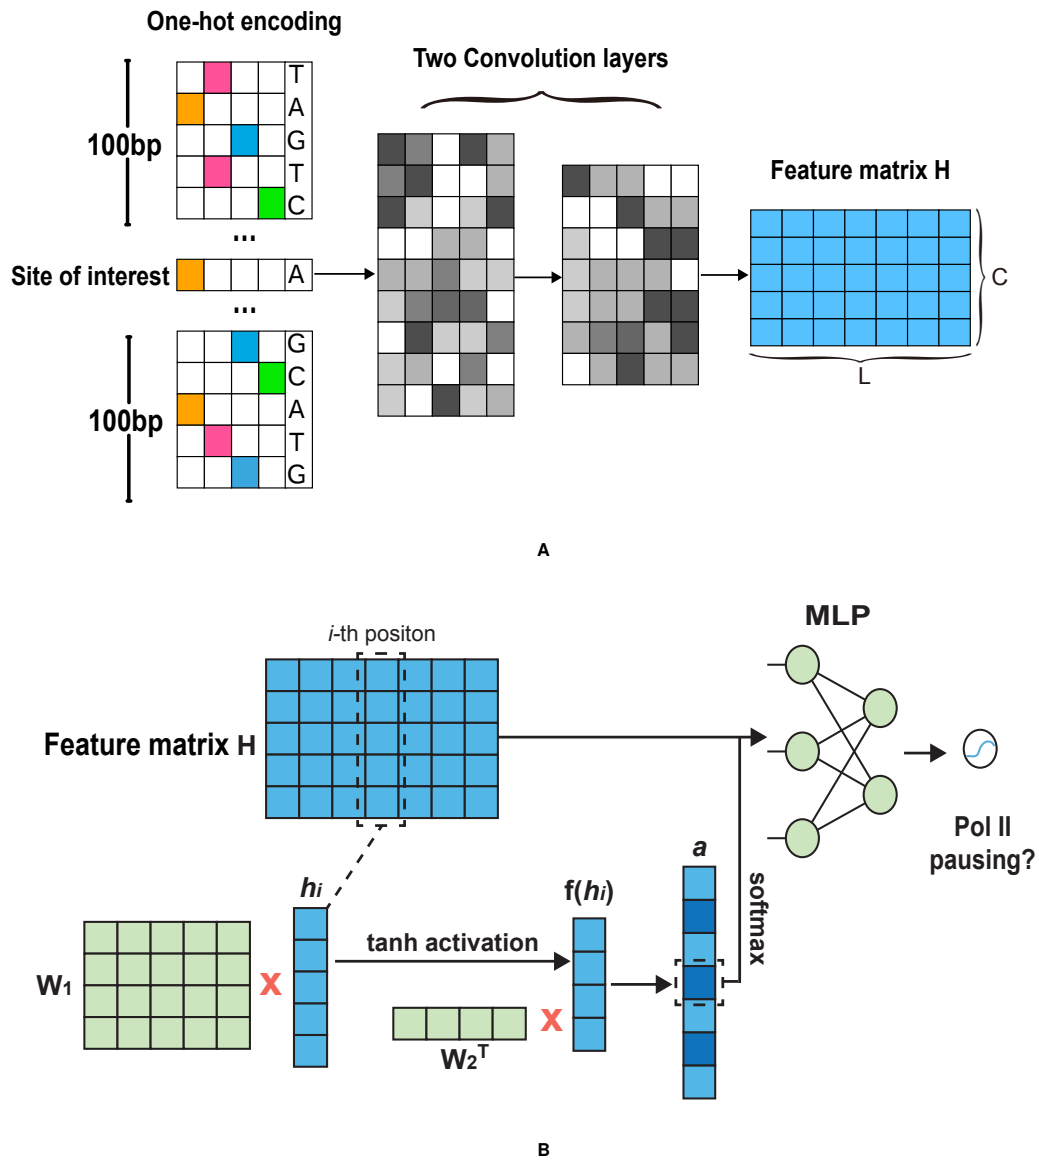 One-hot encoding
Two Convolution layers
100bp
T
A
G
T
C
...
Site of interest
A
...
100bp
G
C
A
T
G
Feature matrix H
C
L
A
MLP
i-th positon
Feature matrix H
Pol II
pausing?
a
softmax
hi
f(hi)
tanh activation
W1
X
X
W2T
B